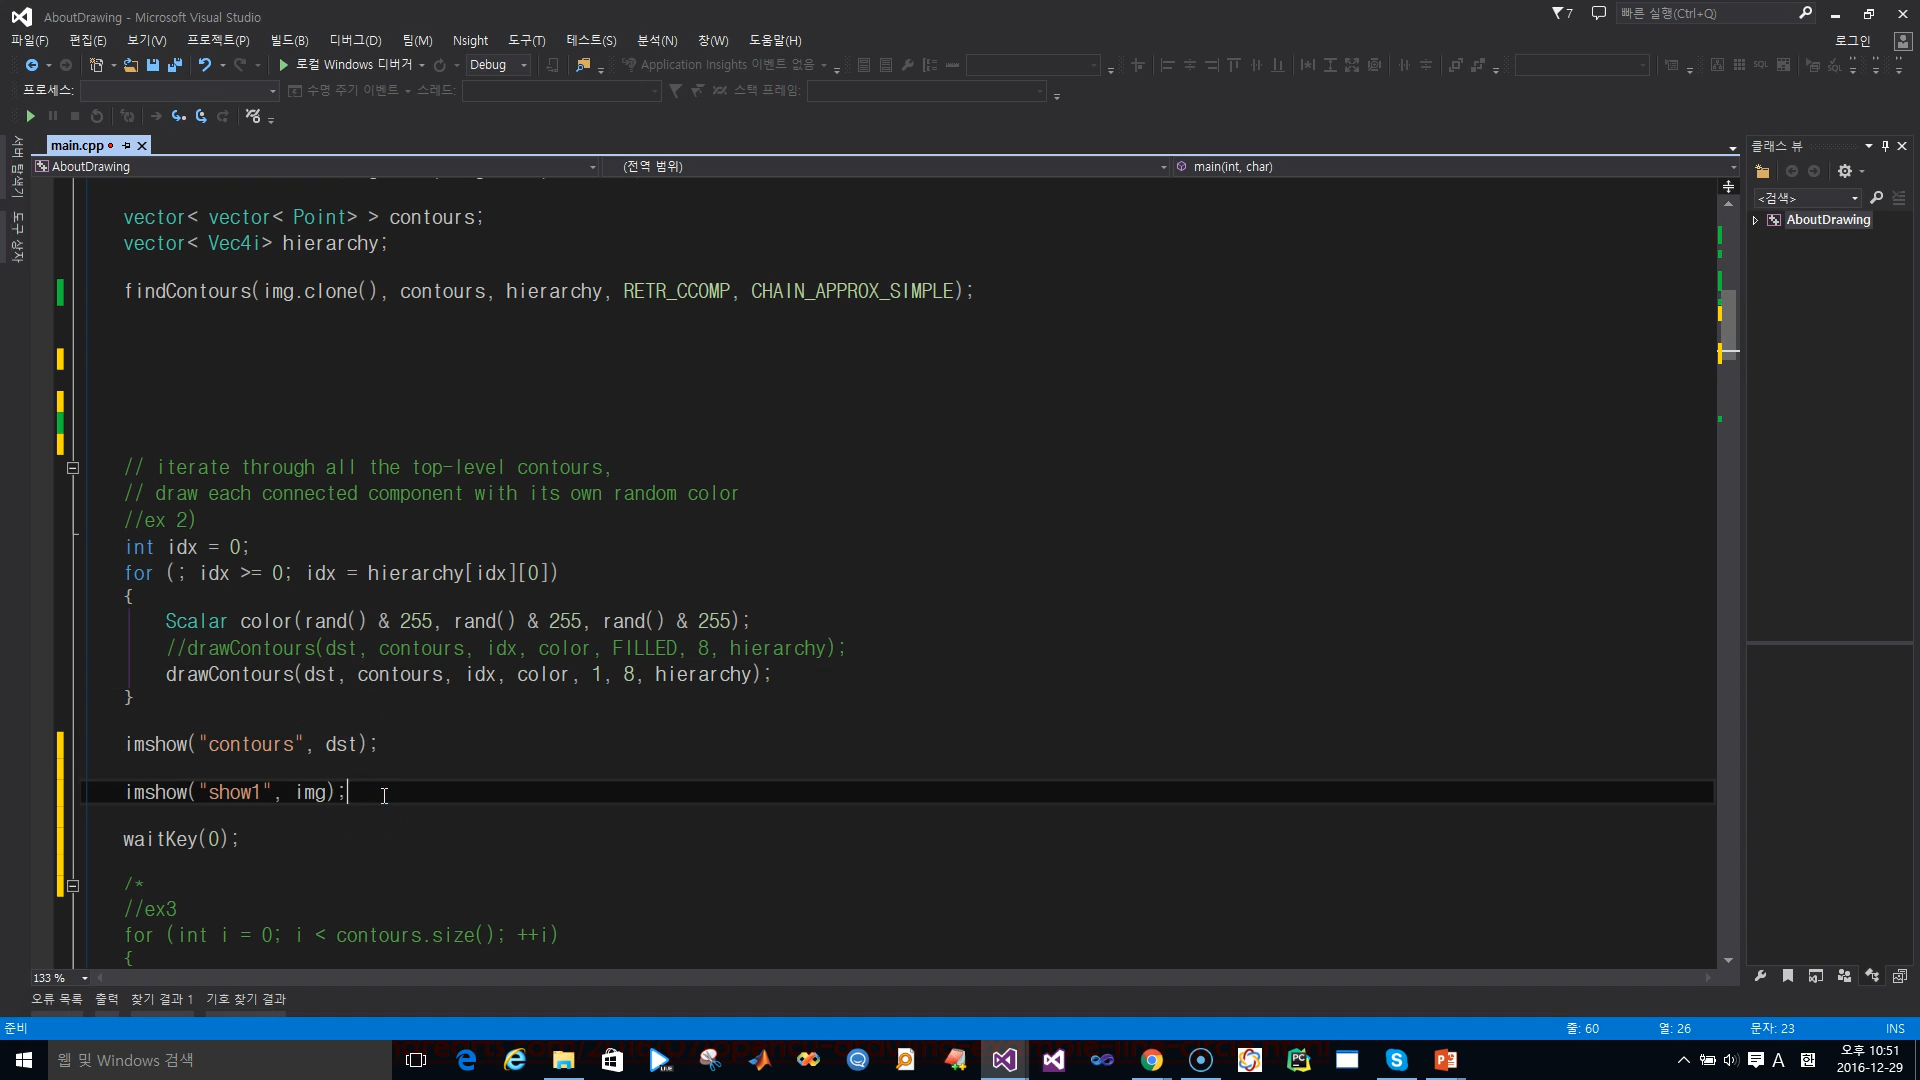 AboutDrawing - Microsoft Visual Studio
7
빠른 실행(Ctrl+Q)
파일(F) 편집(E) 보기(V) 프로젝트(P) 빌드(B) 디버그(D) 팀(M) Nsight 도구(T) 테스트(S) 분석(N) 창(W) 도움말(H)
로그인
로컬 Windows 디버거 Debug Application Insights 이벤트 없음
프로세스: 수명 주기 이벤트 스레드: 스택 프레임:
서버 탐색기
도구 상자
main.cpp
AboutDrawing (전역 범위) main(int, char)
클래스 뷰
<검색>
AboutDrawing
vector< vector< Point> > contours;
vector< Vec4i> hierarchy;
findContours(img.clone(), contours, hierarchy, RETR_CCOMP, CHAIN_APPROX_SIMPLE);
// iterate through all the top-level contours,
// draw each connected component with its own random color
//ex 2)
int idx = 0;
for (; idx >= 0; idx = hierarchy[idx][0])
{
Scalar color(rand() & 255, rand() & 255, rand() & 255);
//drawContours(dst, contours, idx, color, FILLED, 8, hierarchy);
drawContours(dst, contours, idx, color, 1, 8, hierarchy);
}
imshow("contours", dst);
imshow("show1", img);
waitKey(0);
/*
//ex3
for (int i = 0; i < contours.size(); ++i)
{
133 %
오류 목록 출력 찾기 결과 1 기호 찾기 결과
준비 줄: 60 열: 26 문자: 23 INS
웹 및 Windows 검색
A
오후 10:51
2016-12-29